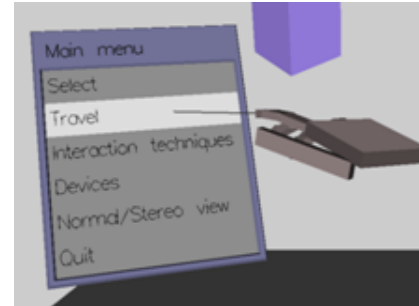 Main menu
Select
Travel
Interaction techniques
Devices
Normal/Stereo view
Quit